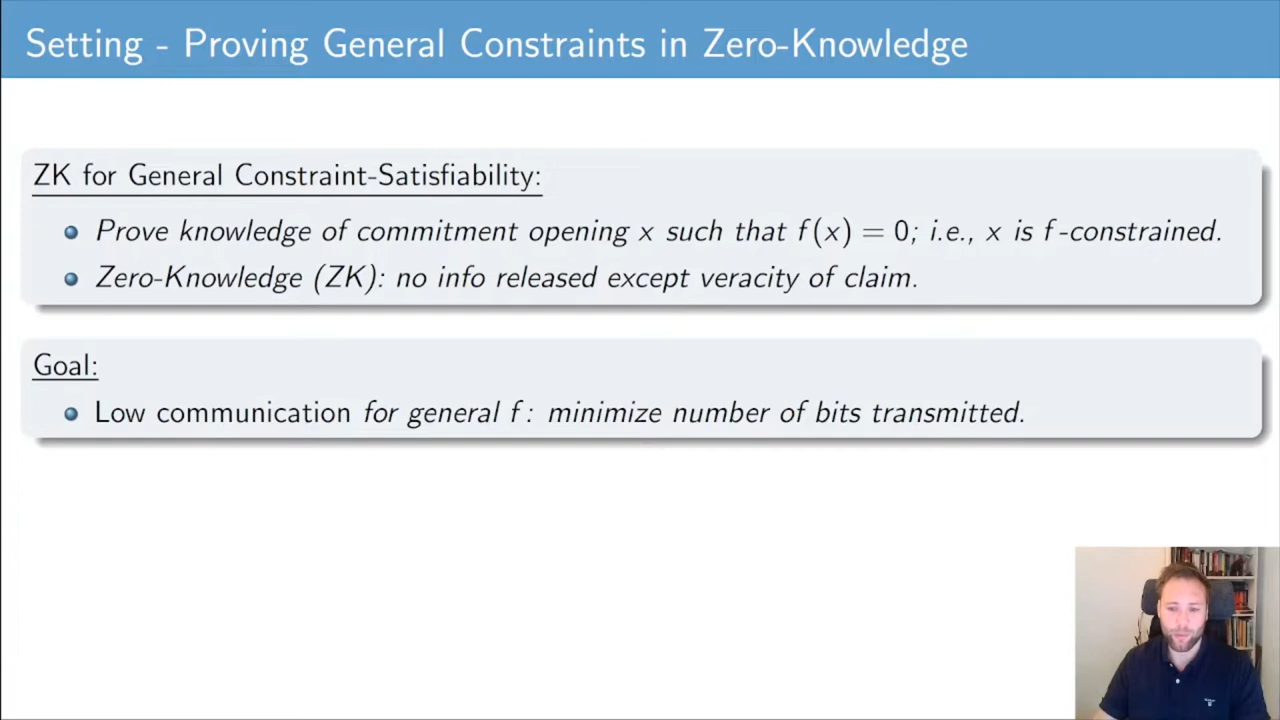 Setting - Proving General Constraints in Zero-Knowledge
ZK for General Constraint-Satisfiability:
Prove knowledge of commitment opening x such that f(x) = 0; i.e., x is f-constrained.
Zero-Knowledge (ZK): no info released except veracity of claim.
Goal:
Low communication for general f: minimize number of bits transmitted.